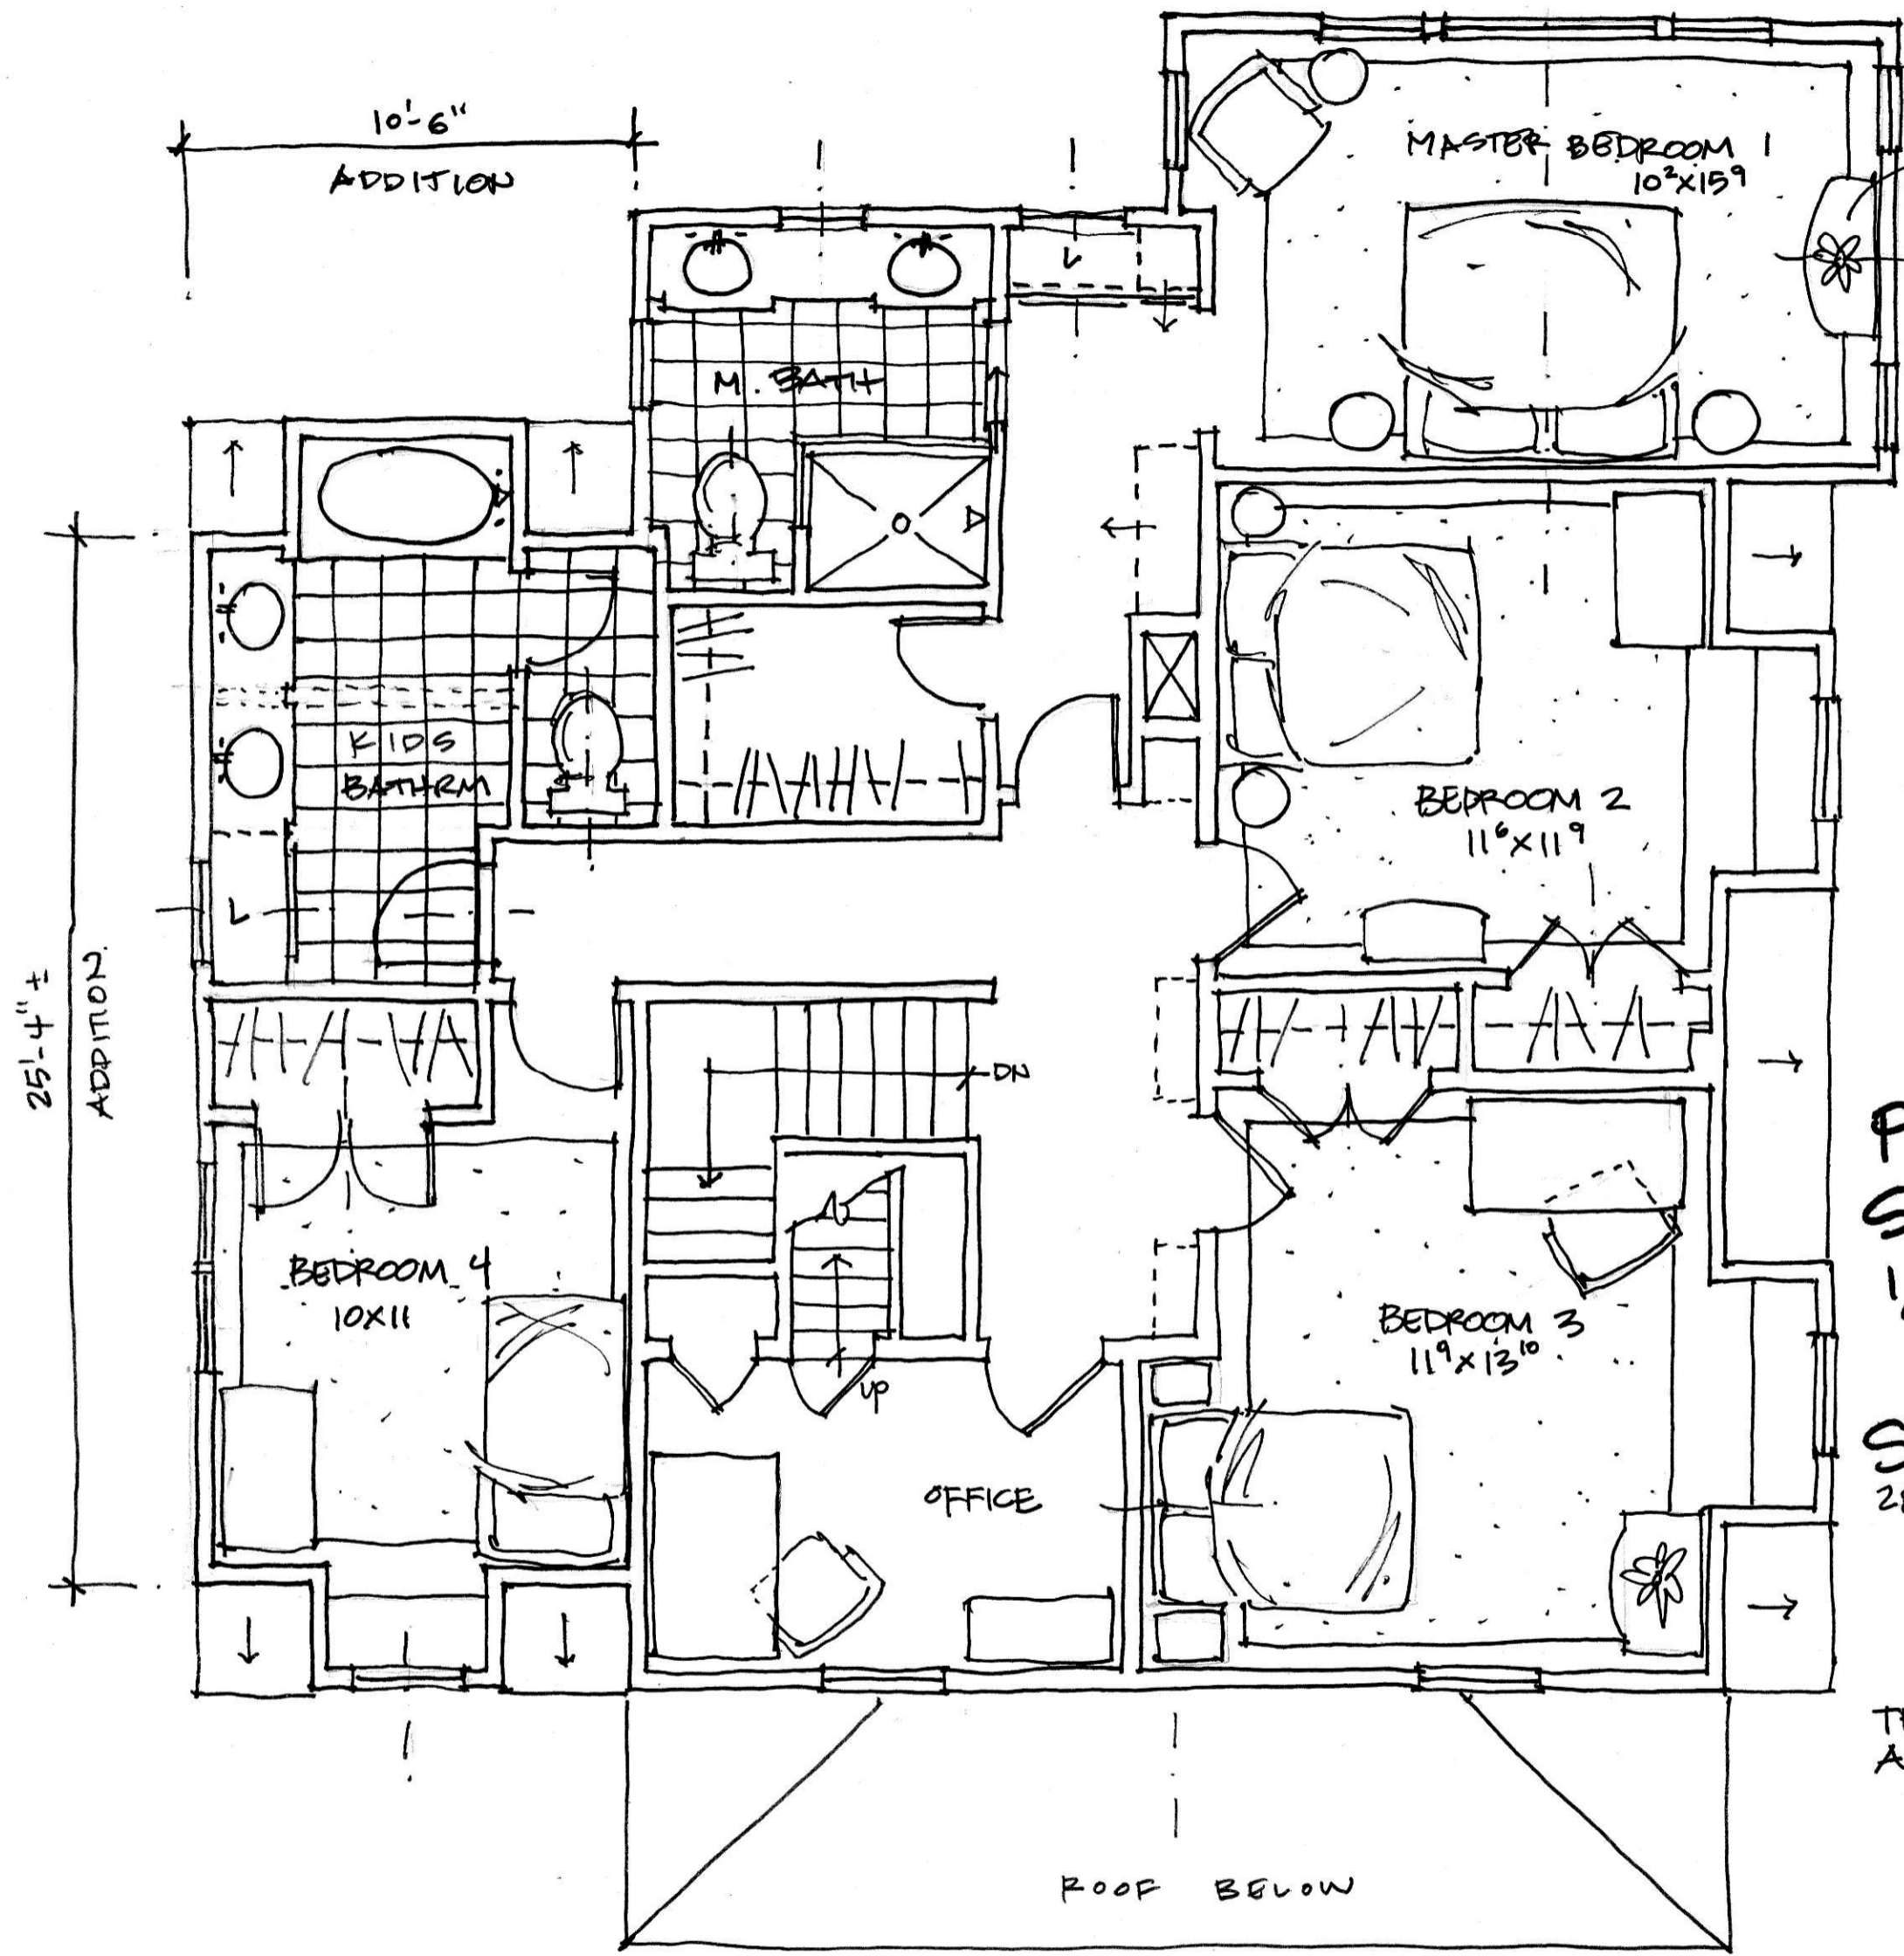 10'-6"
ADDITION
MASTER BEDROOM 1
10²X15⁹
M. BATH
KIDS
BATHRM
BEDROOM 2
11⁶X11⁹
25'-4" ±
ADDITION
DN
BEDROOM 4
10X11
UP
BEDROOM 3
11⁹X13¹⁰
OFFICE
ROOF BELOW